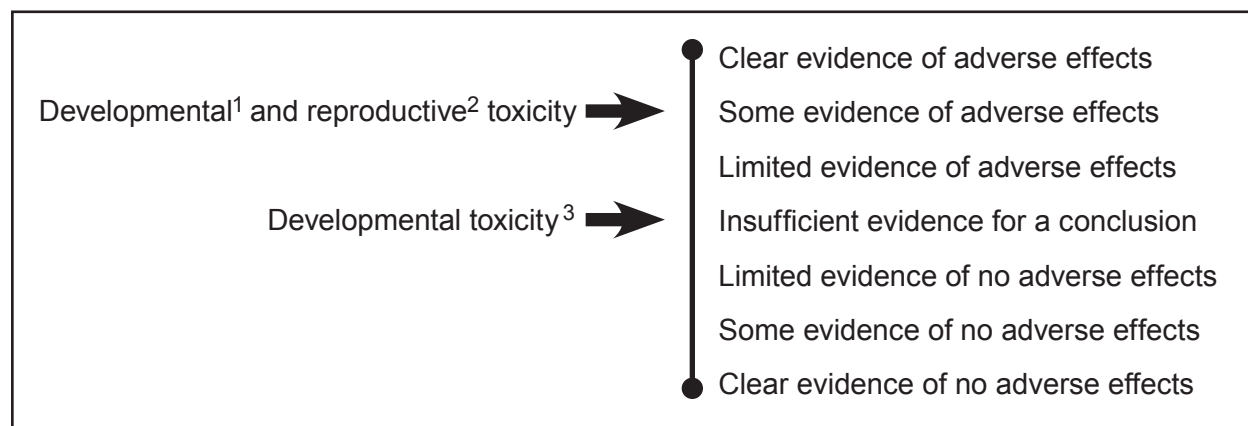 Clear evidence of adverse effects
Developmental¹ and reproductive² toxicity
Some evidence of adverse effects
Limited evidence of adverse effects
Developmental toxicity³
Insufficient evidence for a conclusion
Limited evidence of no adverse effects
Some evidence of no adverse effects
Clear evidence of no adverse effects